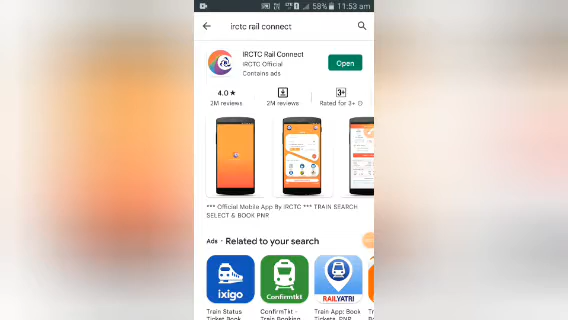 58% 11:53 am
irctc rail connect
IRCTC Rail Connect
IRCTC Official
Contains ads
Open
4.0★
2M reviews
2M reviews
3+
Rated for 3+
*** Official Mobile App By IRCTC *** TRAIN SEARCH
SELECT & BOOK PNR
Ads · Related to your search
ixigo
Confirmtkt
RAILYATRI
Train Status
ConfirmTkt -
Train App: Book